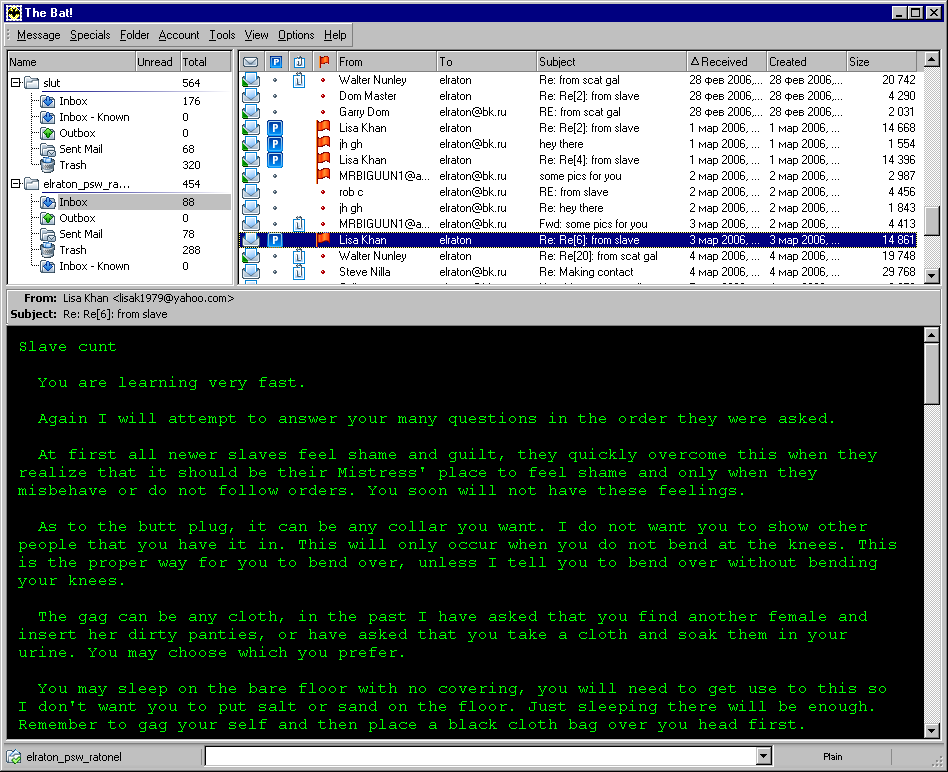 The Bat!
Message Specials Folder Account Tools View Options Help
Name Unread Total
slut 564
Inbox 176
Inbox - Known 0
Outbox 0
Sent Mail 68
Trash 320
elraton_psw_ra... 454
Inbox 88
Outbox 0
Sent Mail 78
Trash 288
Inbox - Known 0
From To Subject Received Created Size
Walter Nunley elraton Re: from scat gal 28 фев 2006,... 28 фев 2006,... 20 742
Dom Master elraton Re: Re[2]: from slave 28 фев 2006,... 28 фев 2006,... 4 290
Garry Dom elraton@bk.ru RE: from scat gal 28 фев 2006,... 28 фев 2006,... 2 031
P Lisa Khan elraton Re: Re[2]: from slave 1 мар 2006,... 1 мар 2006,... 14 668
P jh gh elraton@bk.ru hey there 1 мар 2006,... 1 мар 2006,... 1 554
P Lisa Khan elraton Re: Re[4]: from slave 1 мар 2006,... 1 мар 2006,... 14 396
MRBIGUUN1@a... elraton@bk.ru some pics for you 2 мар 2006,... 2 мар 2006,... 2 987
rob c elraton@bk.ru RE: from slave 2 мар 2006,... 2 мар 2006,... 4 456
jh gh elraton@bk.ru Re: hey there 2 мар 2006,... 2 мар 2006,... 1 843
MRBIGUUN1@a... elraton@bk.ru Fwd: some pics for you 2 мар 2006,... 2 мар 2006,... 4 413
P Lisa Khan elraton Re: Re[6]: from slave 3 мар 2006,... 3 мар 2006,... 14 861
Walter Nunley elraton Re: Re[20]: from scat gal 4 мар 2006,... 4 мар 2006,... 19 748
Steve Nilla elraton@bk.ru Re: Making contact 4 мар 2006,... 4 мар 2006,... 29 768
From: Lisa Khan <lisak1979@yahoo.com>
Subject: Re: Re[6]: from slave
Slave cunt
You are learning very fast.
Again I will attempt to answer your many questions in the order they were asked.
At first all newer slaves feel shame and guilt, they quickly overcome this when they
realize that it should be their Mistress' place to feel shame and only when they
misbehave or do not follow orders. You soon will not have these feelings.
As to the butt plug, it can be any collar you want. I do not want you to show other
people that you have it in. This will only occur when you do not bend at the knees. This
is the proper way for you to bend over, unless I tell you to bend over without bending
your knees.
The gag can be any cloth, in the past I have asked that you find another female and
insert her dirty panties, or have asked that you take a cloth and soak them in your
urine. You may choose which you prefer.
You may sleep on the bare floor with no covering, you will need to get use to this so
I don't want you to put salt or sand on the floor. Just sleeping there will be enough.
Remember to gag your self and then place a black cloth bag over you head first.
elraton_psw_ratonel Plain